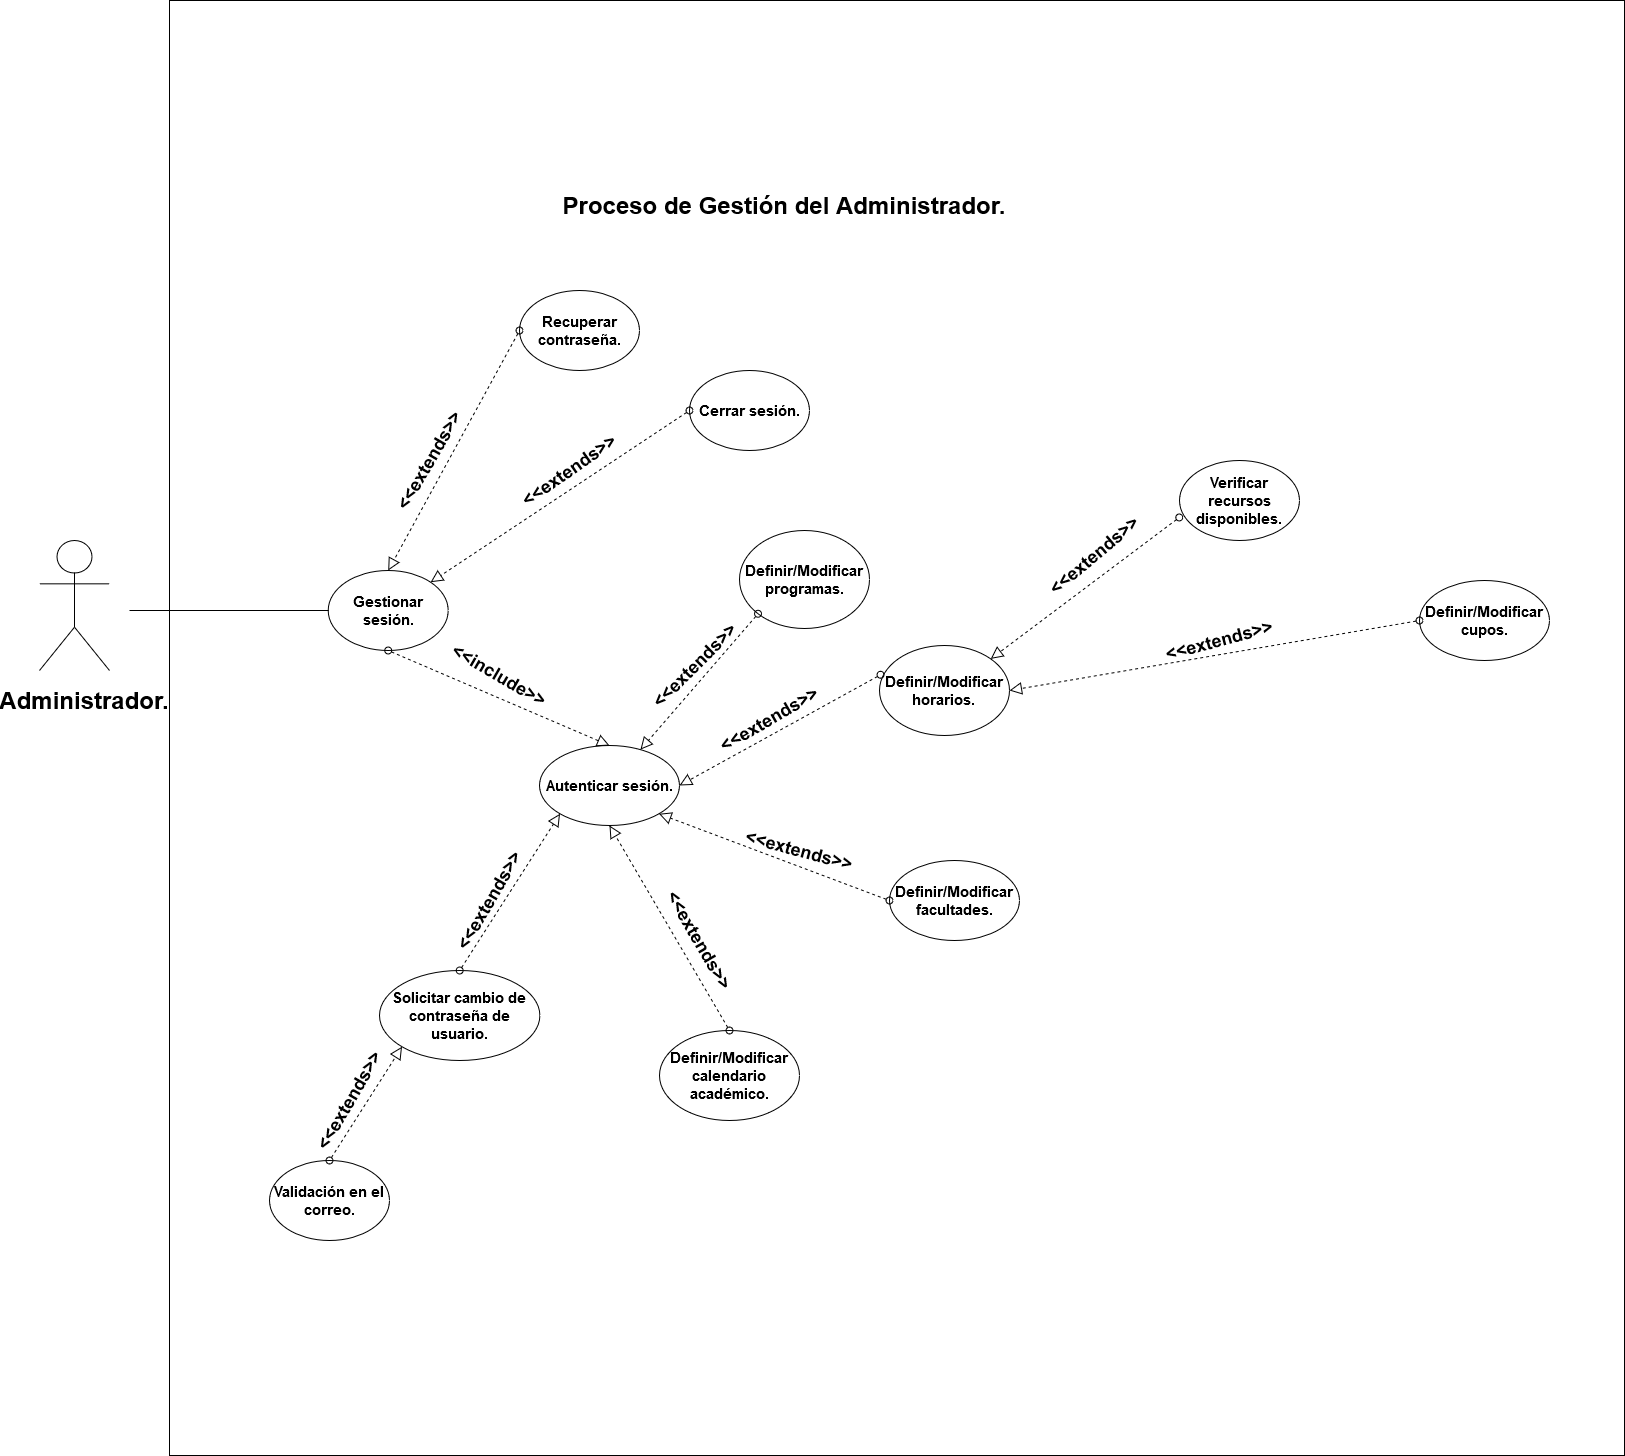 Proceso de Gestión del Administrador.
Recuperar
contraseña.
<<extends>>
Cerrar sesión.
<<extends>>
Verificar
recursos
disponibles.
<<extends>>
Definir/Modificar
programas.
<<extends>>
Gestionar
sesión.
Administrador.
<<include>>
Definir/Modificar
cupos.
<<extends>>
Definir/Modificar
horarios.
<<extends>>
Autenticar sesión.
<<extends>>
Definir/Modificar
facultades.
<<extends>>
<<extends>>
Solicitar cambio de
contraseña de
usuario.
Definir/Modificar
calendario
académico.
<<extends>>
Validación en el
correo.